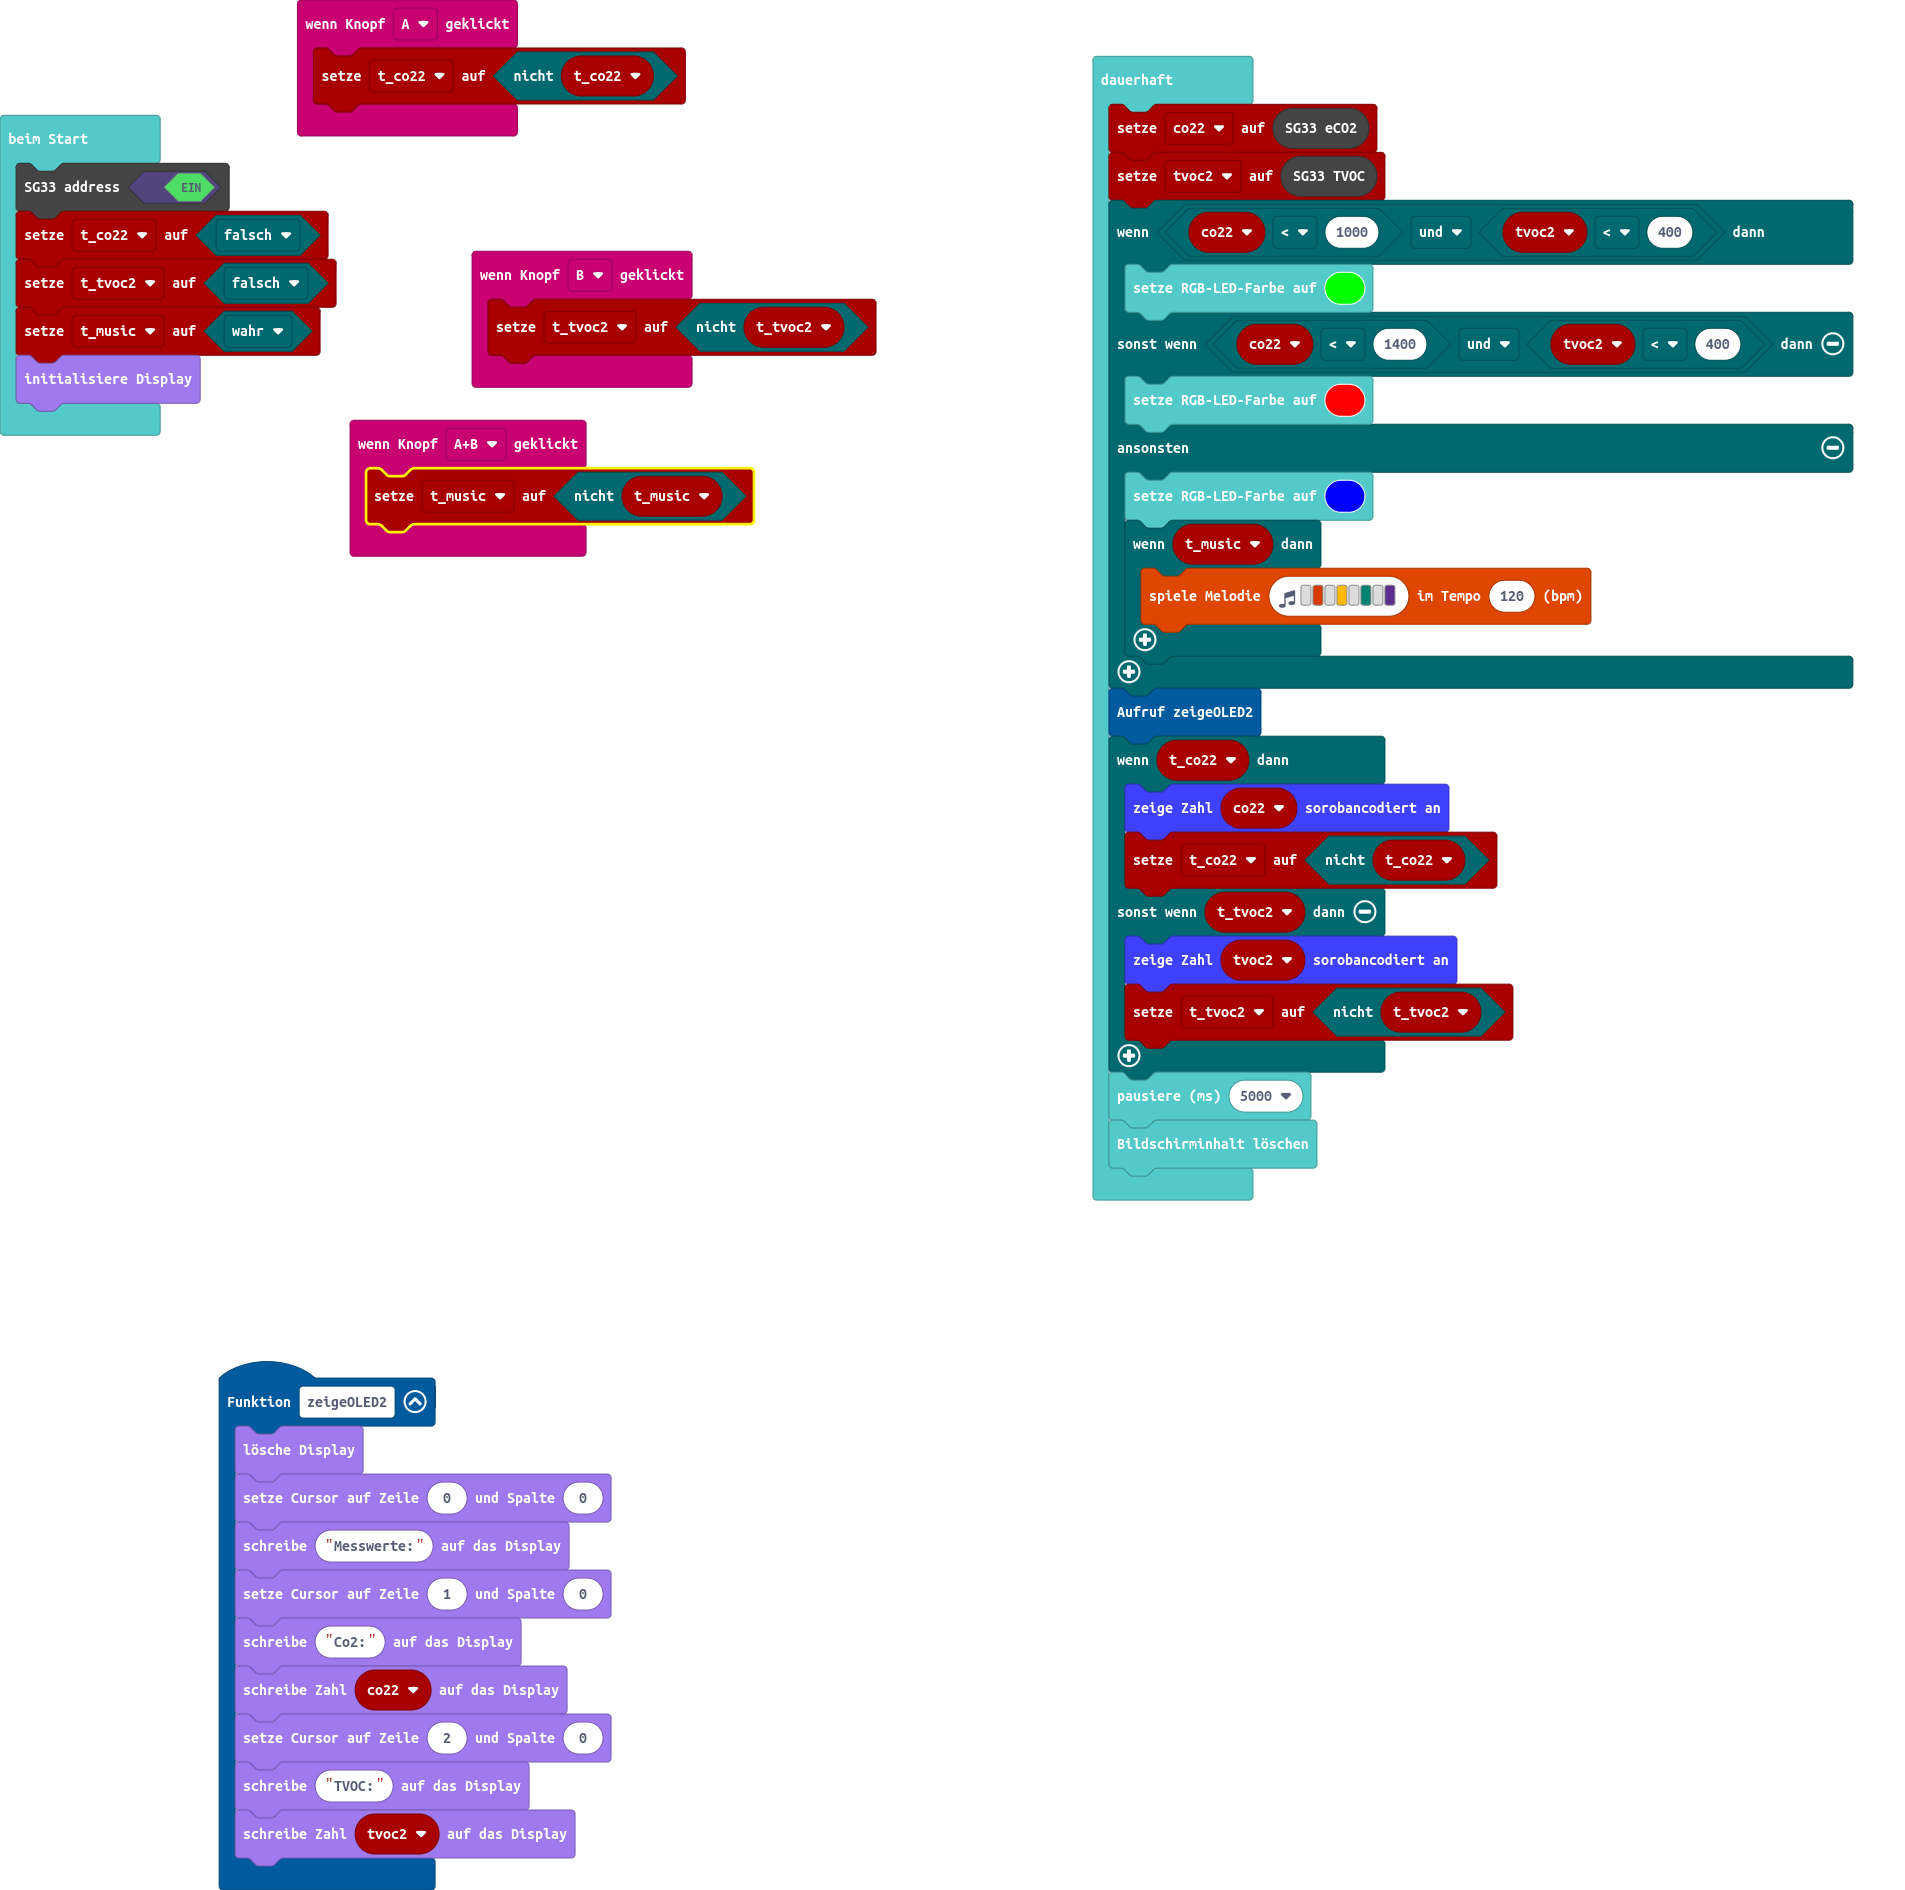 wenn Knopf A geklickt
setze t_co22 auf nicht t_co22
beim Start
SG33 address EIN
setze t_co22 auf falsch
setze t_tvoc2 auf falsch
setze t_music auf wahr
initialisiere Display
wenn Knopf B geklickt
setze t_tvoc2 auf nicht t_tvoc2
wenn Knopf A+B geklickt
setze t_music auf nicht t_music
dauerhaft
setze co22 auf SG33 eCO2
setze tvoc2 auf SG33 TVOC
wenn co22 < 1000 und tvoc2 < 400 dann
setze RGB-LED-Farbe auf
sonst wenn co22 < 1400 und tvoc2 < 400 dann
setze RGB-LED-Farbe auf
ansonsten
setze RGB-LED-Farbe auf
wenn t_music dann
spiele Melodie im Tempo 120 (bpm)
Aufruf zeigeOLED2
wenn t_co22 dann
zeige Zahl co22 sorobancodiert an
setze t_co22 auf nicht t_co22
sonst wenn t_tvoc2 dann
zeige Zahl tvoc2 sorobancodiert an
setze t_tvoc2 auf nicht t_tvoc2
pausiere (ms) 5000
Bildschirminhalt löschen
Funktion zeigeOLED2
lösche Display
setze Cursor auf Zeile 0 und Spalte 0
schreibe "Messwerte:" auf das Display
setze Cursor auf Zeile 1 und Spalte 0
schreibe "Co2:" auf das Display
schreibe Zahl co22 auf das Display
setze Cursor auf Zeile 2 und Spalte 0
schreibe "TVOC:" auf das Display
schreibe Zahl tvoc2 auf das Display